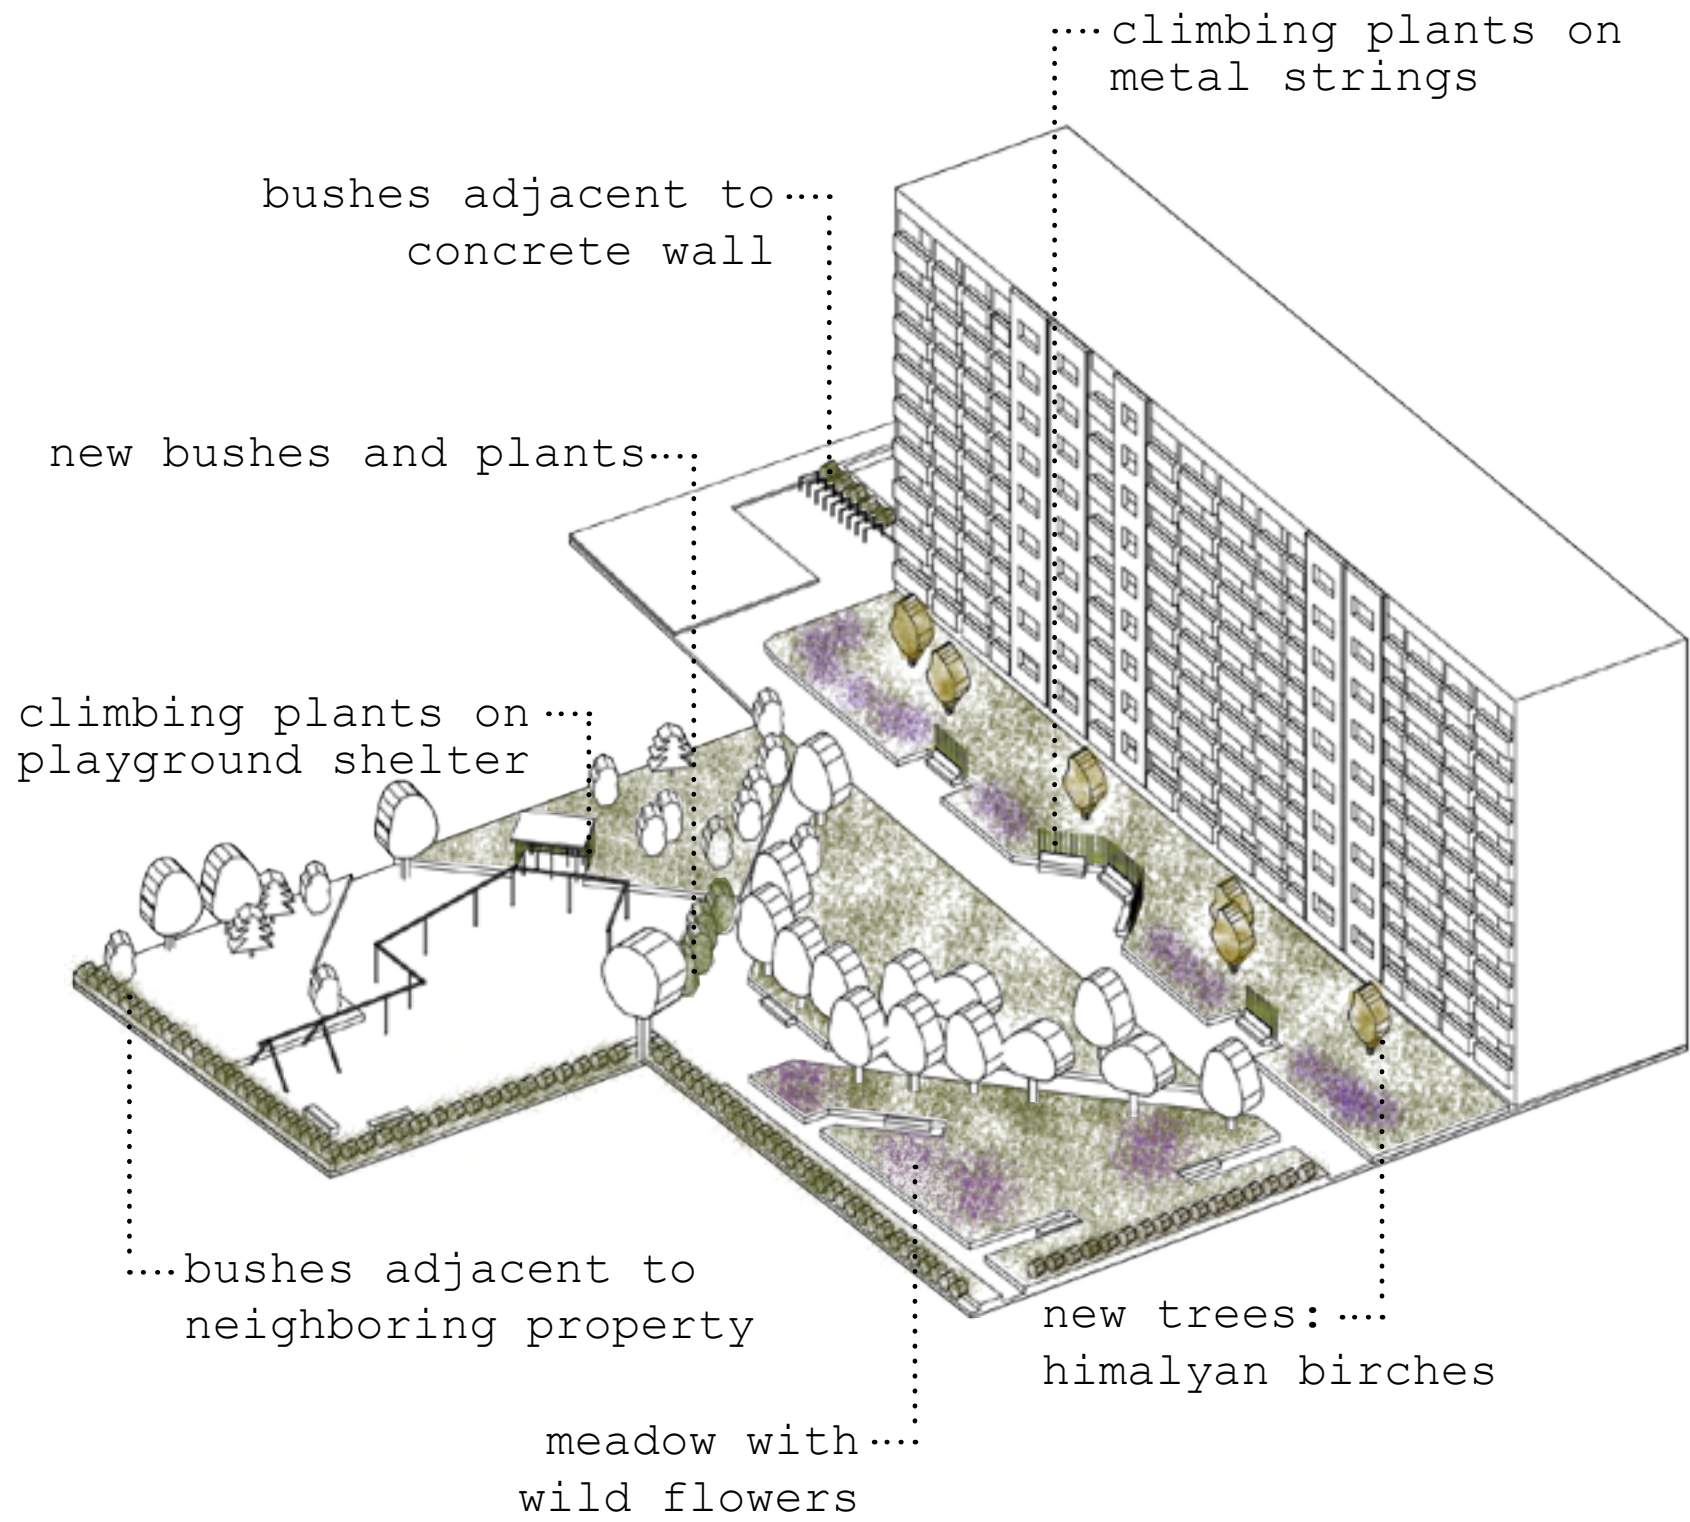 climbing plants on
metal strings
bushes adjacent to
concrete wall
new bushes and plants
climbing plants on
playground shelter
bushes adjacent to
neighboring property
new trees:
himalyan birches
meadow with
wild flowers